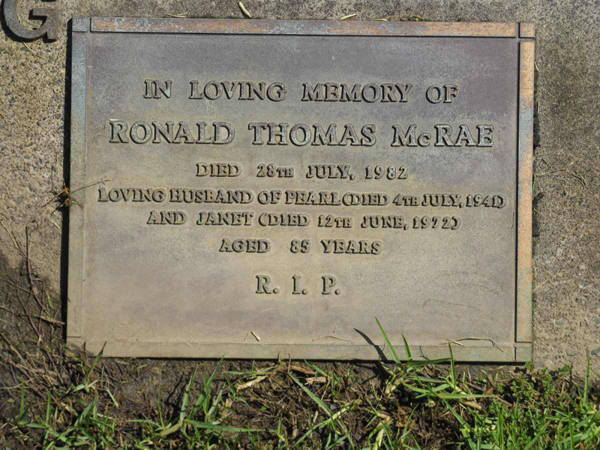 G
IN LOVING MEMORY OF
RONALD THOMAS McRAE
DIED 28TH JULY, 1982
LOVING HUSBAND OF PEARL (DIED 4TH JULY, 1941)
AND JANET (DIED 12TH JUNE, 1972)
AGED 85 YEARS
R. I. P.